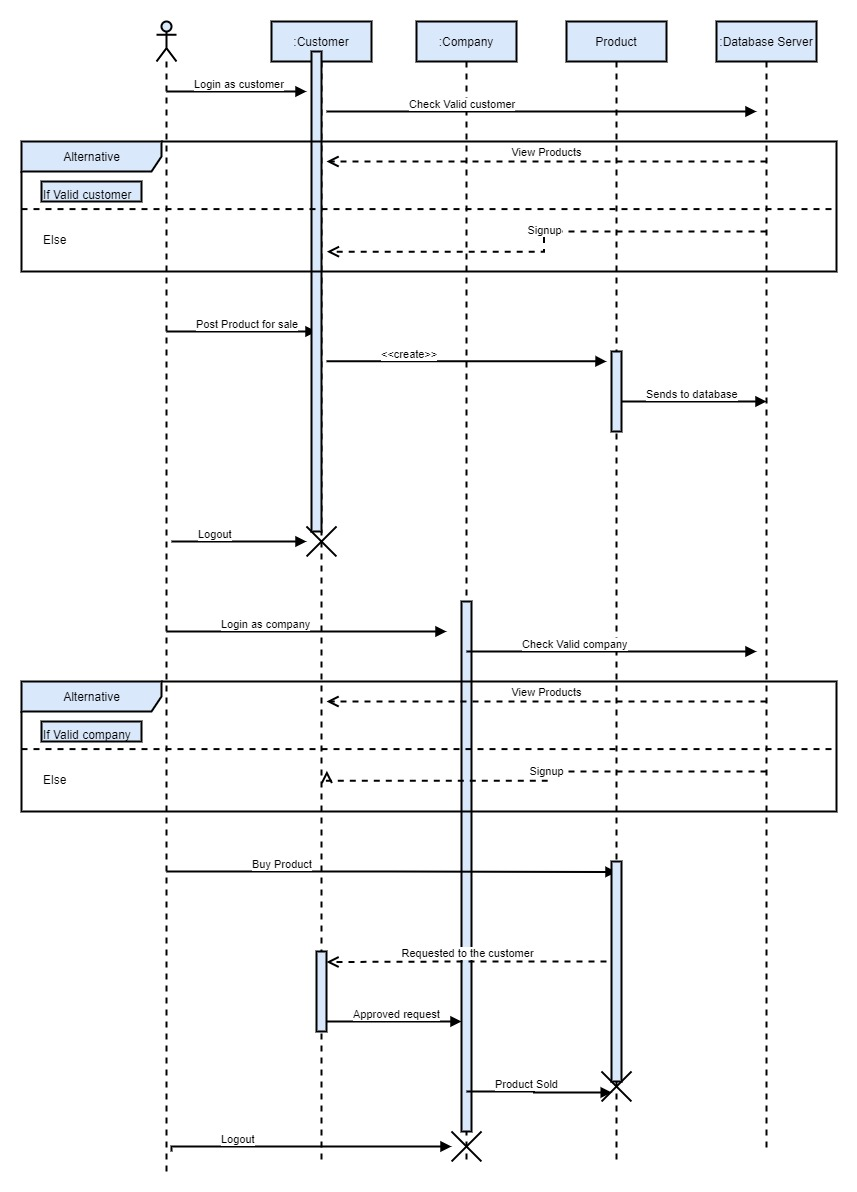 :Customer
:Company
Product
:Database Server
Login as customer
Check Valid customer
Alternative
View Products
If Valid customer
Signup
Else
Post Product for sale
<<create>>
Sends to database
Logout
Login as company
Check Valid company
Alternative
View Products
If Valid company
Signup
Else
Buy Product
Requested to the customer
Approved request
Product Sold
Logout